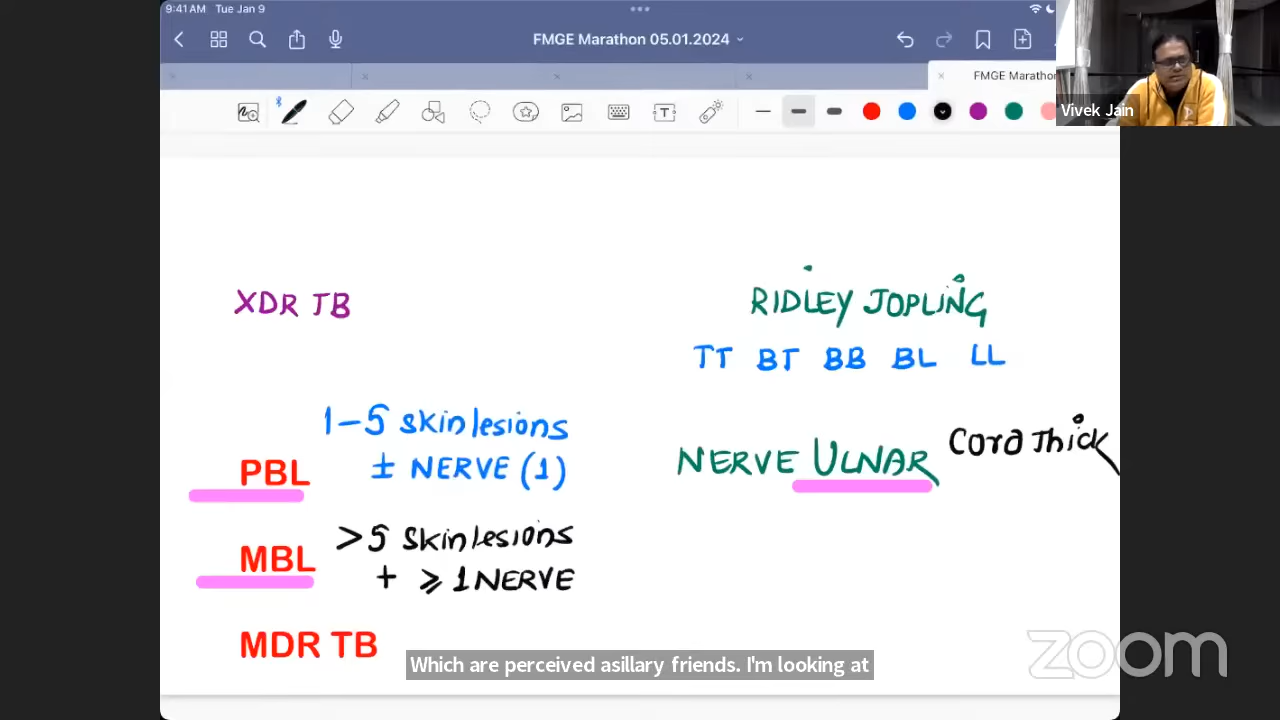 9:41 AM Tue Jan 9
FMGE Marathon 05.01.2024
FMGE Marathon
T
Vivek Jain
XDR TB
RIDLEY JOPLING
TT BT BB BL LL
1-5 skin lesions
± NERVE (1)
PBL
NERVE ULNAR
Cord Thick
>5 skin lesions
+ ≥ 1 NERVE
MBL
MDR TB
Which are perceived asillary friends. I'm looking at
zoom